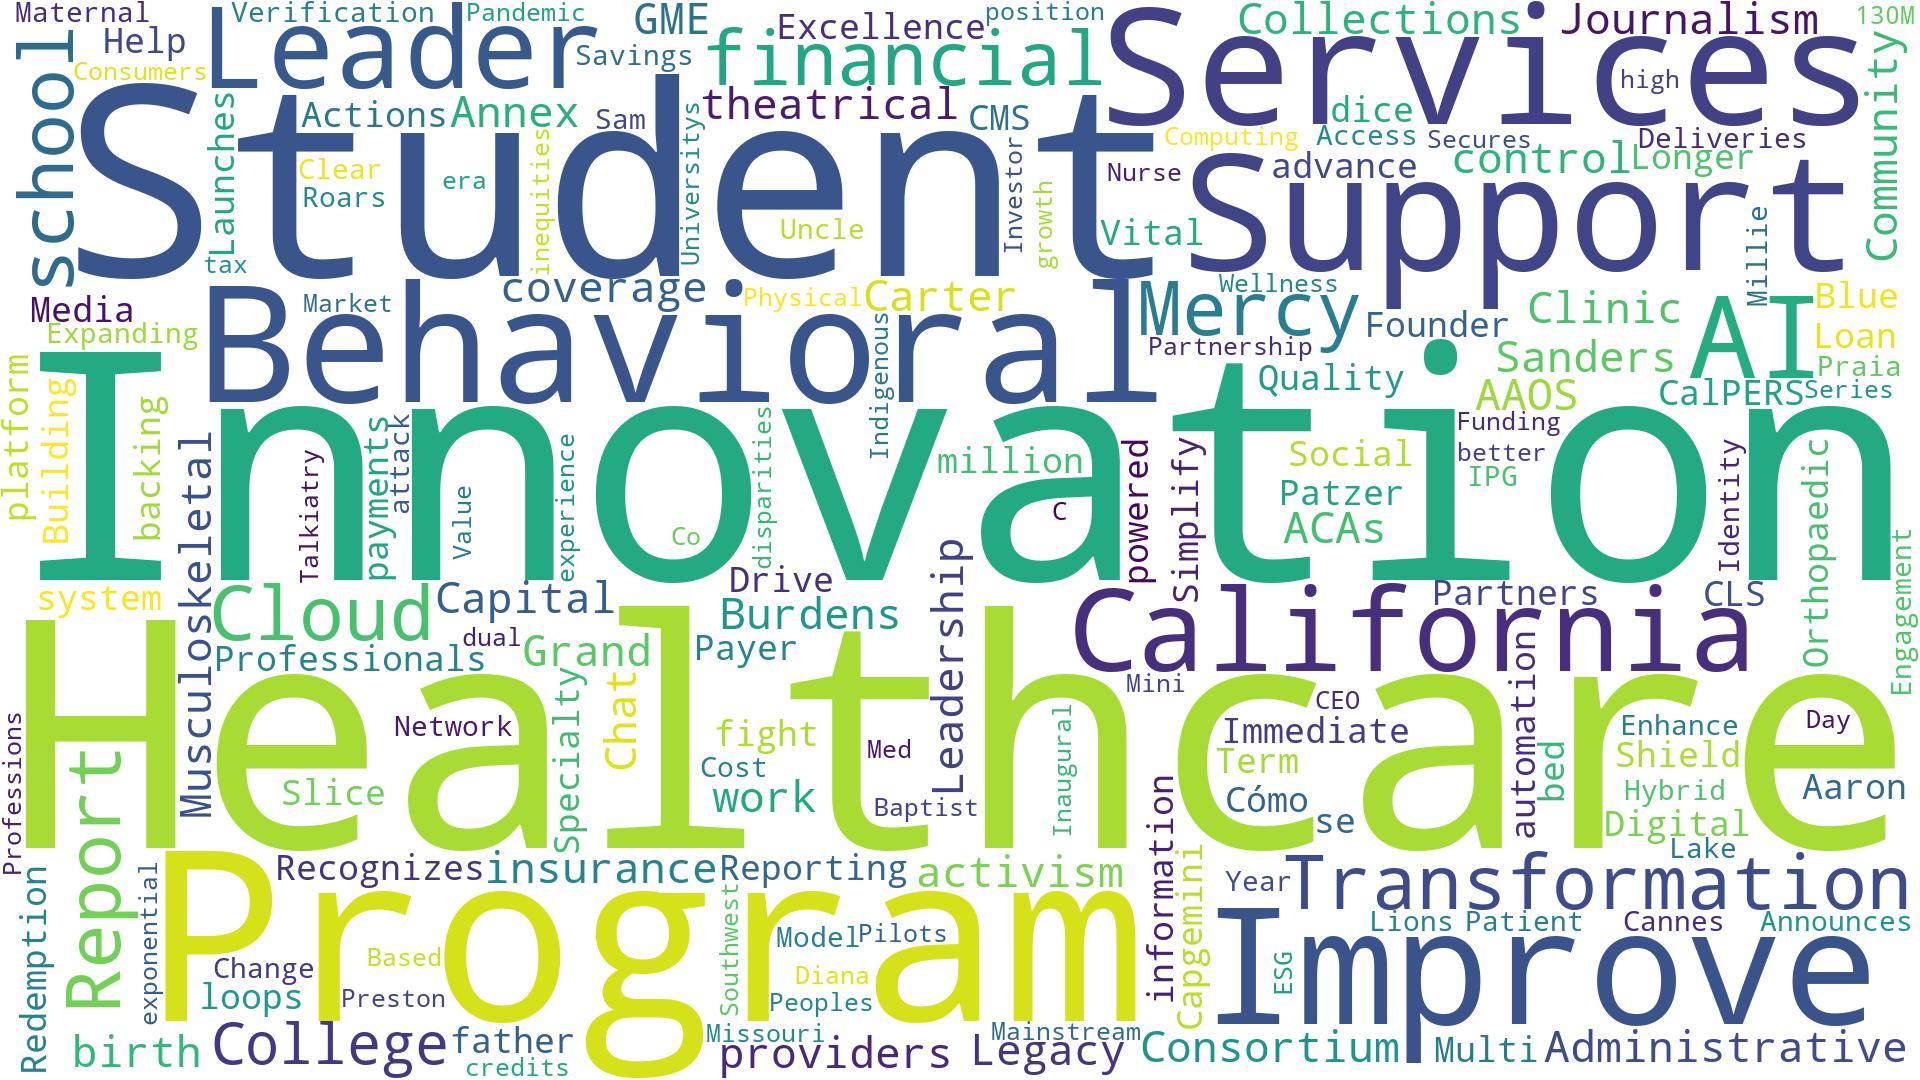 Maternal
Verification
Pandemic
GME
Excellence
position
Collections
Journalism
130M
Help
Leader
Savings
financial
Services
Consumers
high
school
Launches
Actions
Annex
Sam
theatrical
CMS
dice
Community
Student
Universitys
Computing
Access
Secures
Deliveries
Clear
Roars
era
inequities
Investor
Nurse
advance
control
Longer
Support
growth
Uncle
Vital
Millie
tax
Media
Market
coverage
Physical
Carter
Mercy
Wellness
Founder
Clinic
AI
Blue
Loan
Expanding
Behavioral
Indigenous
Partnership
Sanders
Praia
Quality
AAOS
CalPERS
Series
platform
Building
backing
Innovation
payments
attack
Funding
better
Musculoskeletal
Talkiatry
Value
experience
disparities
million
powered
Simplify
Social
IPG
Identity
Orthopaedic
Patzer
C
Co
ACAs
Engagement
system
Cloud
Capital
Drive
Burdens
Leadership
California
Partners
CLS
dual
Professionals
Grand
Payer
Mini
Healthcare
Network
Specialty
Chat
fight
Med
Inaugural
CEO
Immediate
automation
Enhance
Day
Professions
Report
Slice
Cost
work
Baptist
Term
bed
Shield
Cómo
se
Hybrid
Aaron
Digital
information
Lake
Recognizes
insurance
Reporting
activism
Capgemini
Year
Transformation
Redemption
exponential
Program
Southwest
Model
Pilots
Lions
Patient
Cannes
Announces
Change
Based
Diana
ESG
Improve
loops
Preston
Peoples
birth
College
father
credits
Missouri
providers
Mainstream
Legacy
Consortium
Multi
Administrative